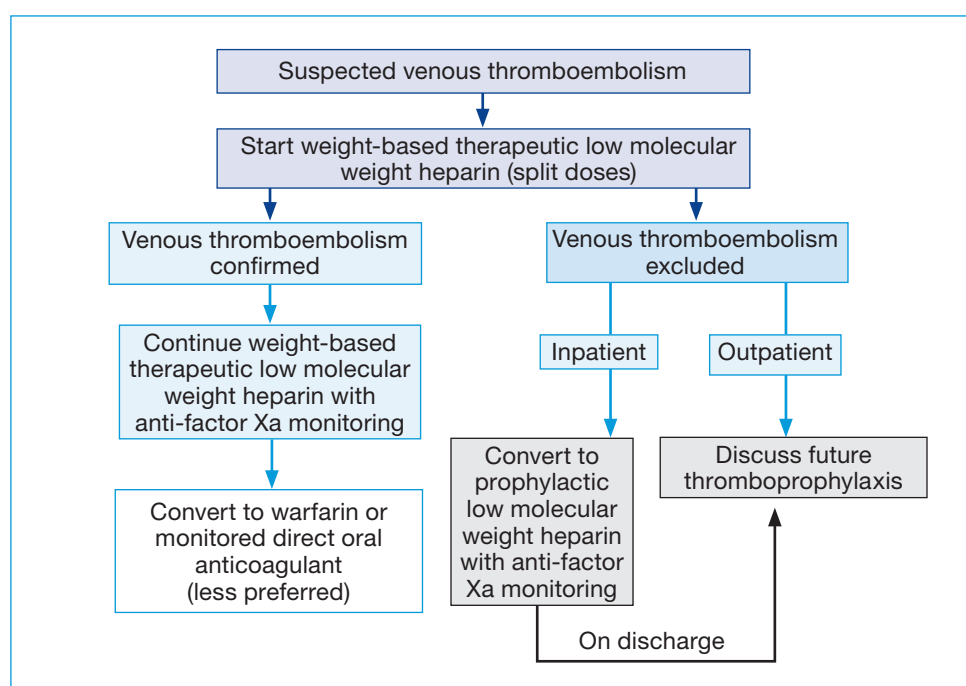 Suspected venous thromboembolism
Start weight-based therapeutic low molecular
weight heparin (split doses)
Venous thromboembolism
confirmed
Venous thromboembolism
excluded
Continue weight-based
therapeutic low molecular
weight heparin with
anti-factor Xa monitoring
Inpatient
Outpatient
Convert to warfarin or
monitored direct oral
anticoagulant
(less preferred)
Convert to
prophylactic
low molecular
weight heparin
with anti-factor
Xa monitoring
Discuss future
thromboprophylaxis
On discharge